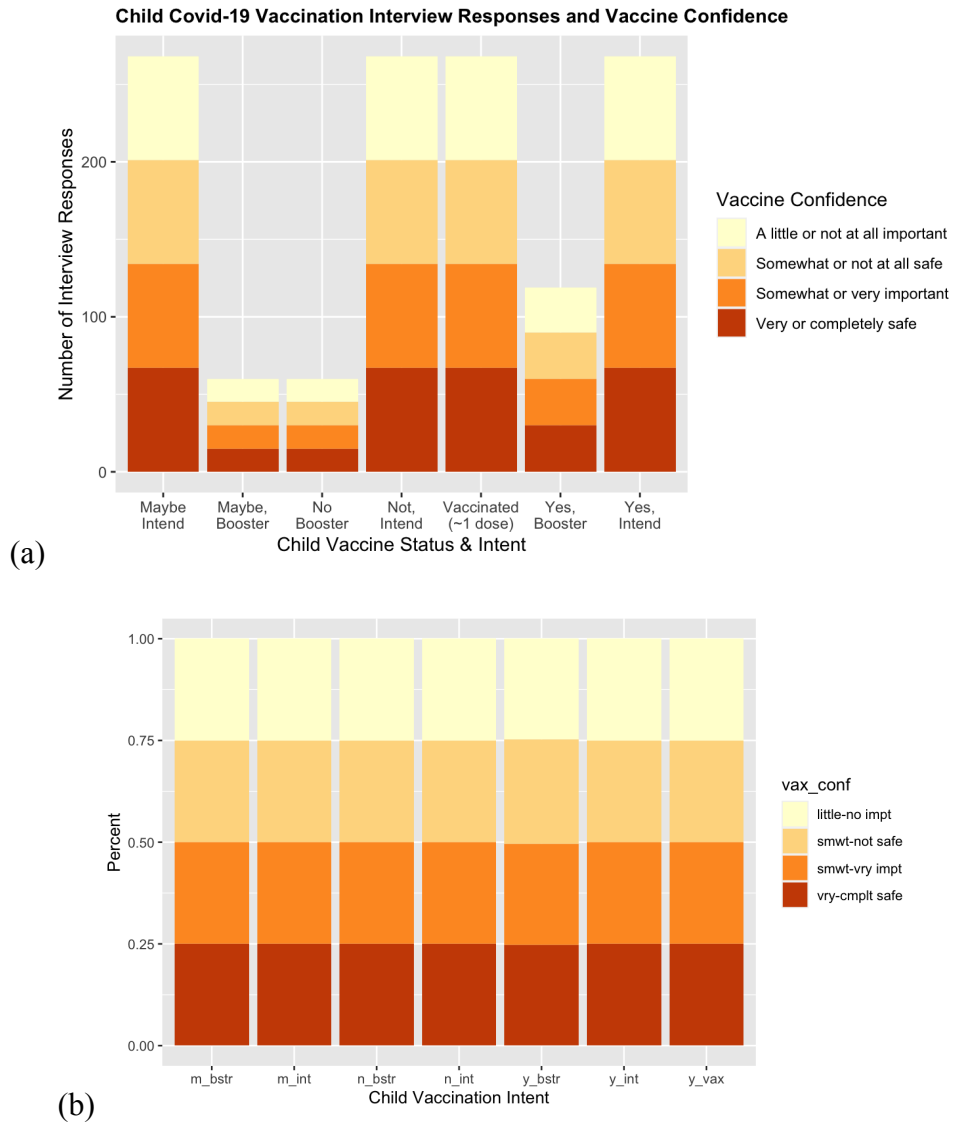 Child Covid-19 Vaccination Interview Responses and Vaccine Confidence
Number of Interview Responses
200
100
0
Maybe
Intend
Maybe,
Booster
No
Booster
Not,
Intend
Vaccinated
(~1 dose)
Yes,
Booster
Yes,
Intend
Child Vaccine Status & Intent
Vaccine Confidence
A little or not at all important
Somewhat or not at all safe
Somewhat or very important
Very or completely safe
(a)
Percent
1.00
0.75
0.50
0.25
0.00
m_bstr
m_int
n_bstr
n_int
y_bstr
y_int
y_vax
Child Vaccination Intent
vax_conf
little-no impt
smwt-not safe
smwt-vry impt
vry-cmplt safe
(b)